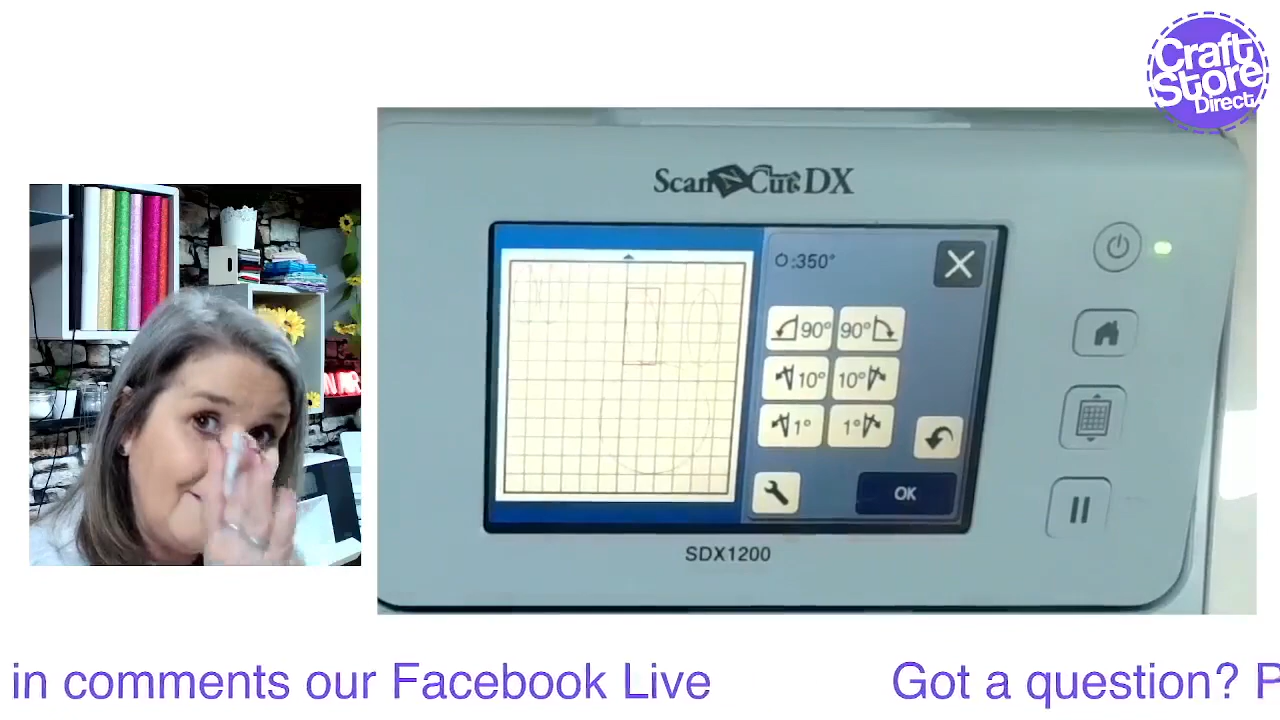 Craft
Store
Direct
ScanNCut DX
:350°
90° 90°
10° 10°
1° 1°
OK
SDX1200
in comments our Facebook Live
Got a question? P